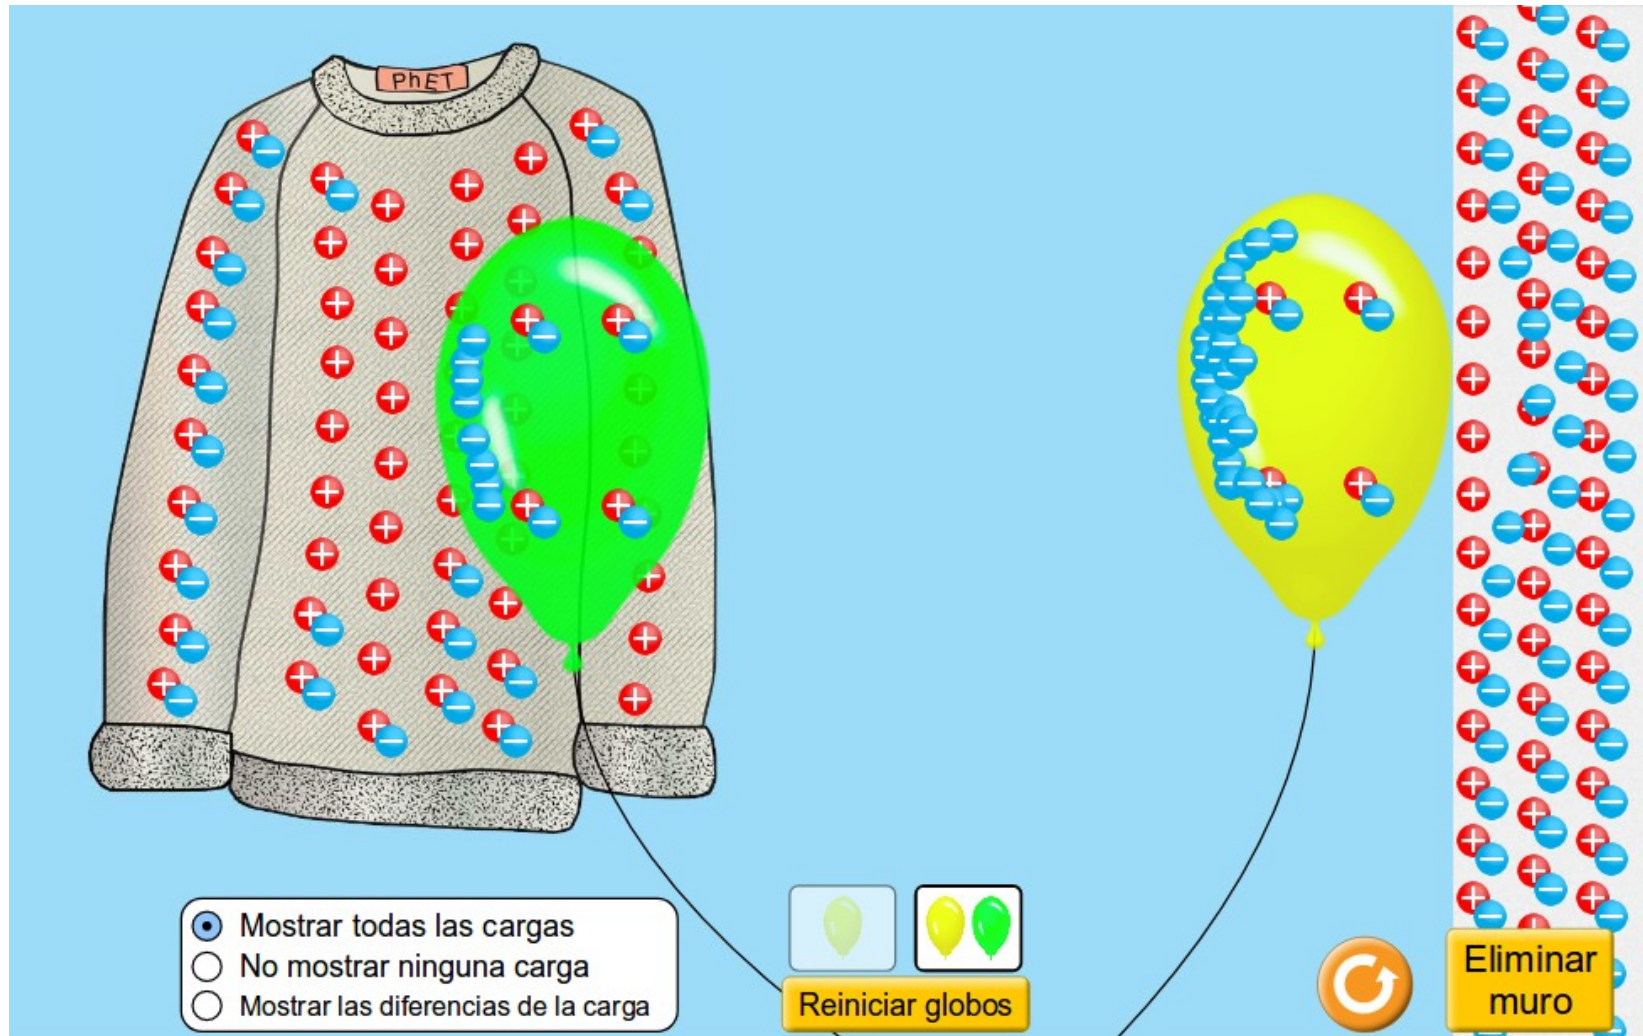 PhET
Mostrar todas las cargas
No mostrar ninguna carga
Mostrar las diferencias de la carga
Reiniciar globos
Eliminar
muro